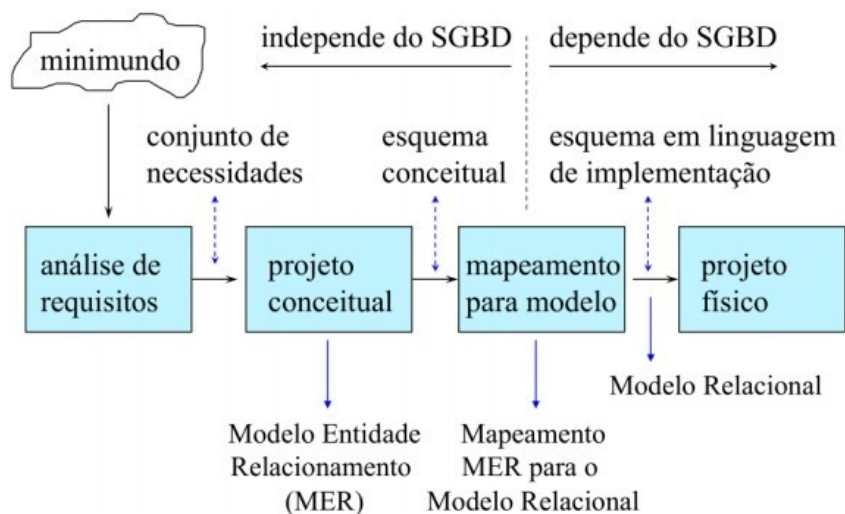 minimundo
independe do SGBD
depende do SGBD
conjunto de
necessidades
esquema
conceitual
esquema em linguagem
de implementação
análise de
requisitos
projeto
conceitual
mapeamento
para modelo
projeto
físico
Modelo Relacional
Modelo Entidade
Relacionamento
(MER)
Mapeamento
MER para o
Modelo Relacional